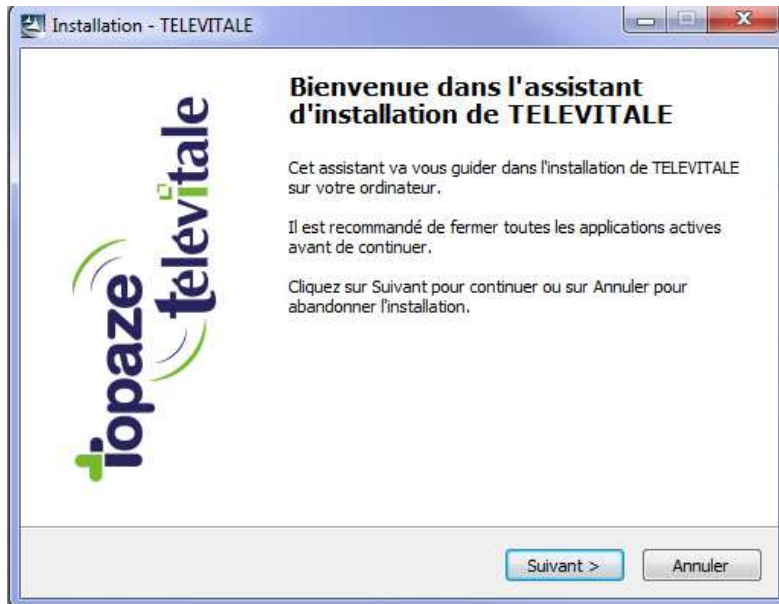 Installation - TELEVITALE
Bienvenue dans l'assistant
d'installation de TELEVITALE
Cet assistant va vous guider dans l'installation de TELEVITALE
sur votre ordinateur.
Il est recommandé de fermer toutes les applications actives
avant de continuer.
Cliquez sur Suivant pour continuer ou sur Annuler pour
abandonner l'installation.
topaze
télévitale
Suivant >
Annuler